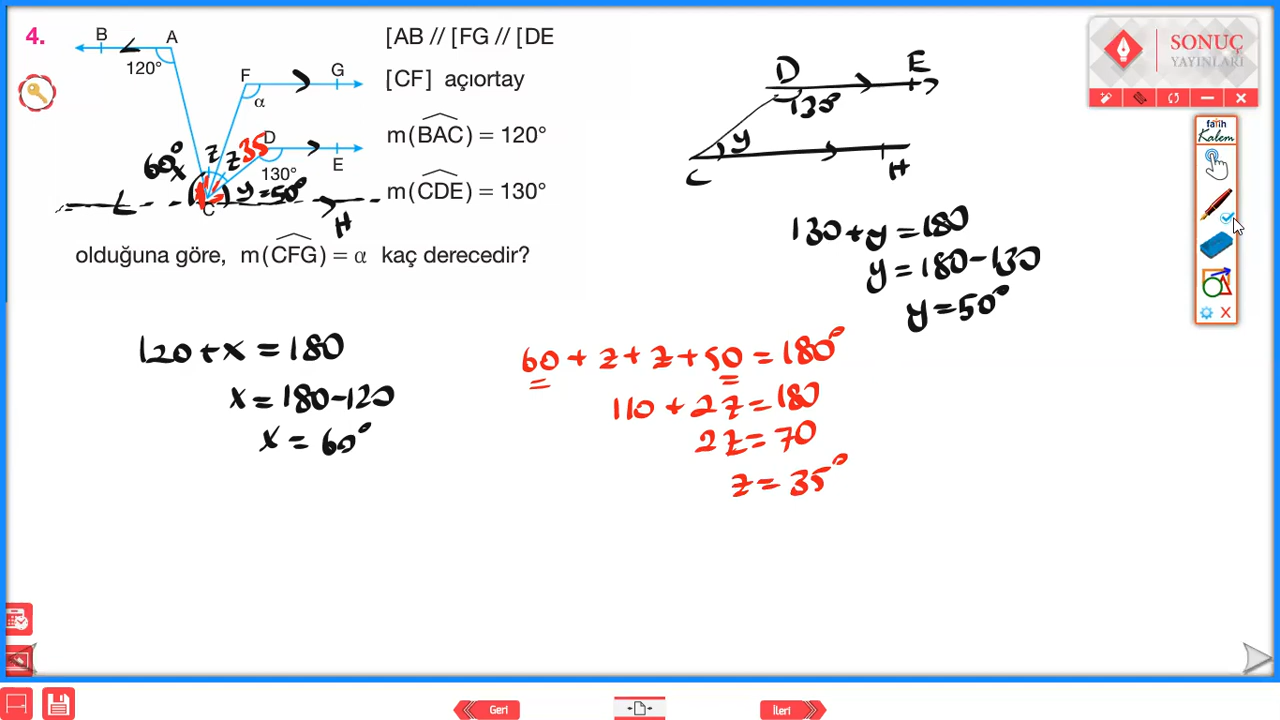 4.
B
A
120°
F
G
α
D
E
130°
C
60°
x
z
z
35
y=50°
L
L
H
[AB // [FG // [DE
[CF] açıortay
m(BAC) = 120°
m(CDE) = 130°
olduğuna göre, m(CFG) = α kaç derecedir?
D
E
135°
y
C
H
130+y=180
y=180-130
y=50°
120+x=180
x=180-120
x=60°
60+z+z+50=180°
110+2z=180
2z=70
z=35°
SONUÇ
YAYINLARI
fatih
Kalem
Geri
İleri